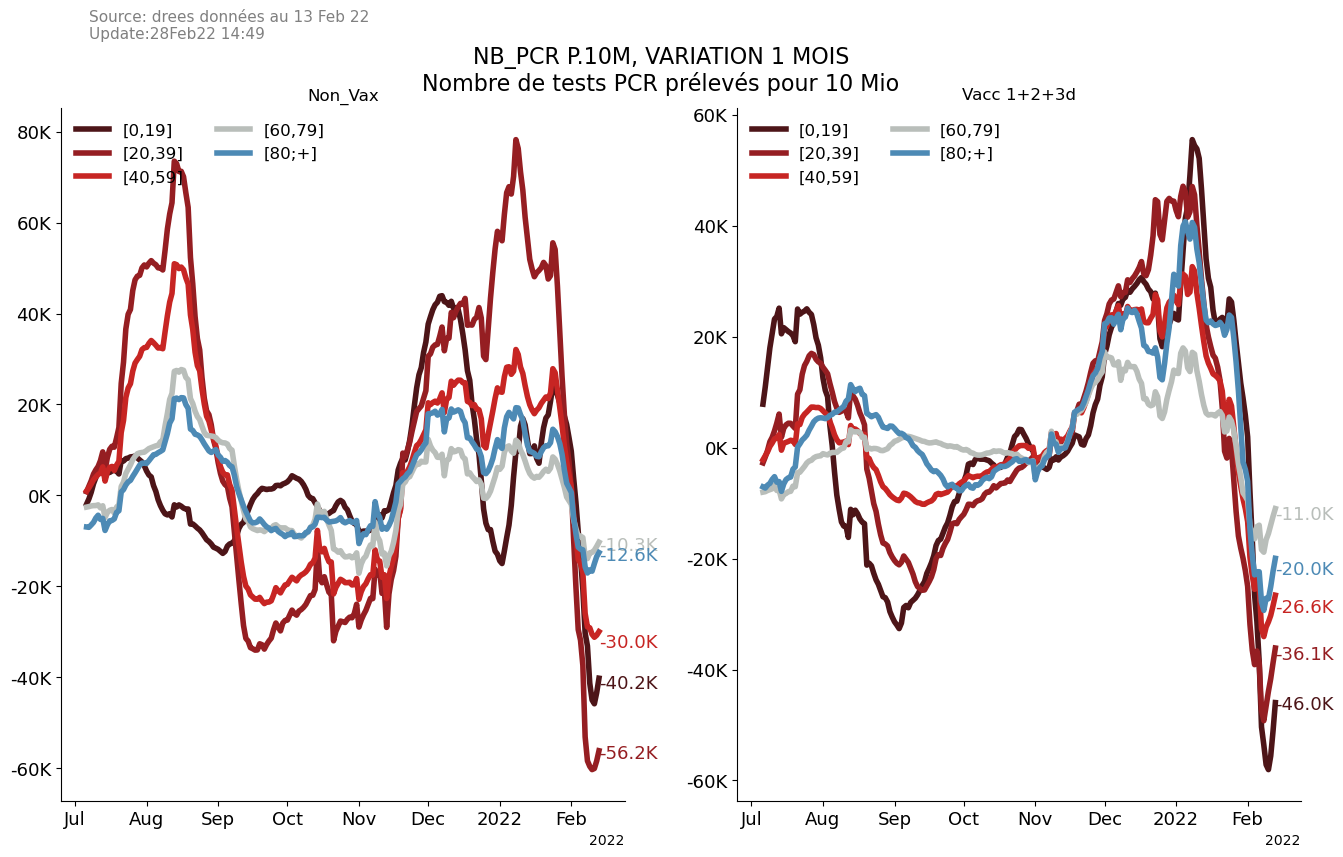 Source: drees données au 13 Feb 22
Update:28Feb22 14:49
NB_PCR P.10M, VARIATION 1 MOIS
Nombre de tests PCR prélevés pour 10 Mio
Non_Vax
[0,19]
[20,39]
[40,59]
[60,79]
[80;+]
80K
60K
40K
20K
0K
-20K
-40K
-60K
-10.3K
-12.6K
-30.0K
-40.2K
-56.2K
Jul Aug Sep Oct Nov Dec 2022 Feb
2022
Vacc 1+2+3d
[0,19]
[20,39]
[40,59]
[60,79]
[80;+]
60K
40K
20K
0K
-20K
-40K
-60K
-11.0K
-20.0K
-26.6K
-36.1K
-46.0K
Jul Aug Sep Oct Nov Dec 2022 Feb
2022